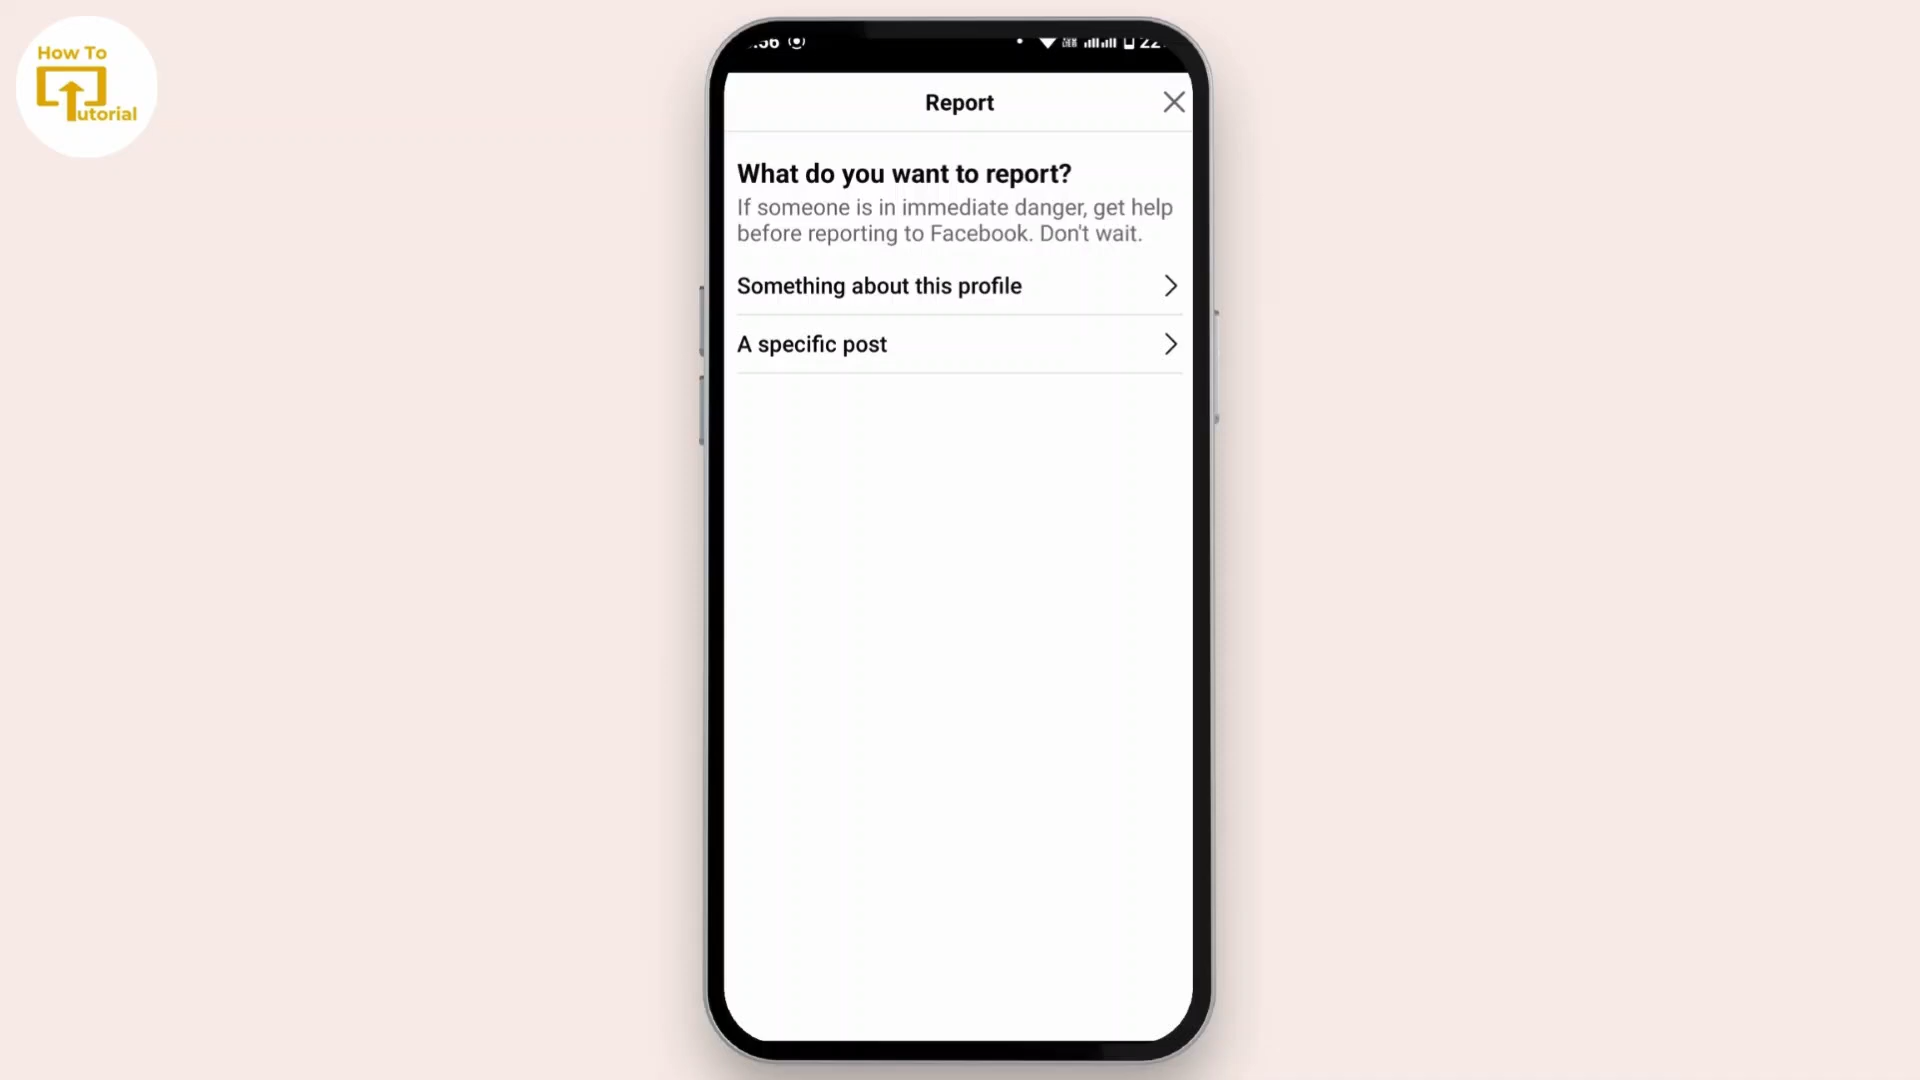 How To
Tutorial
Report
What do you want to report?
If someone is in immediate danger, get help
before reporting to Facebook. Don't wait.
Something about this profile
A specific post